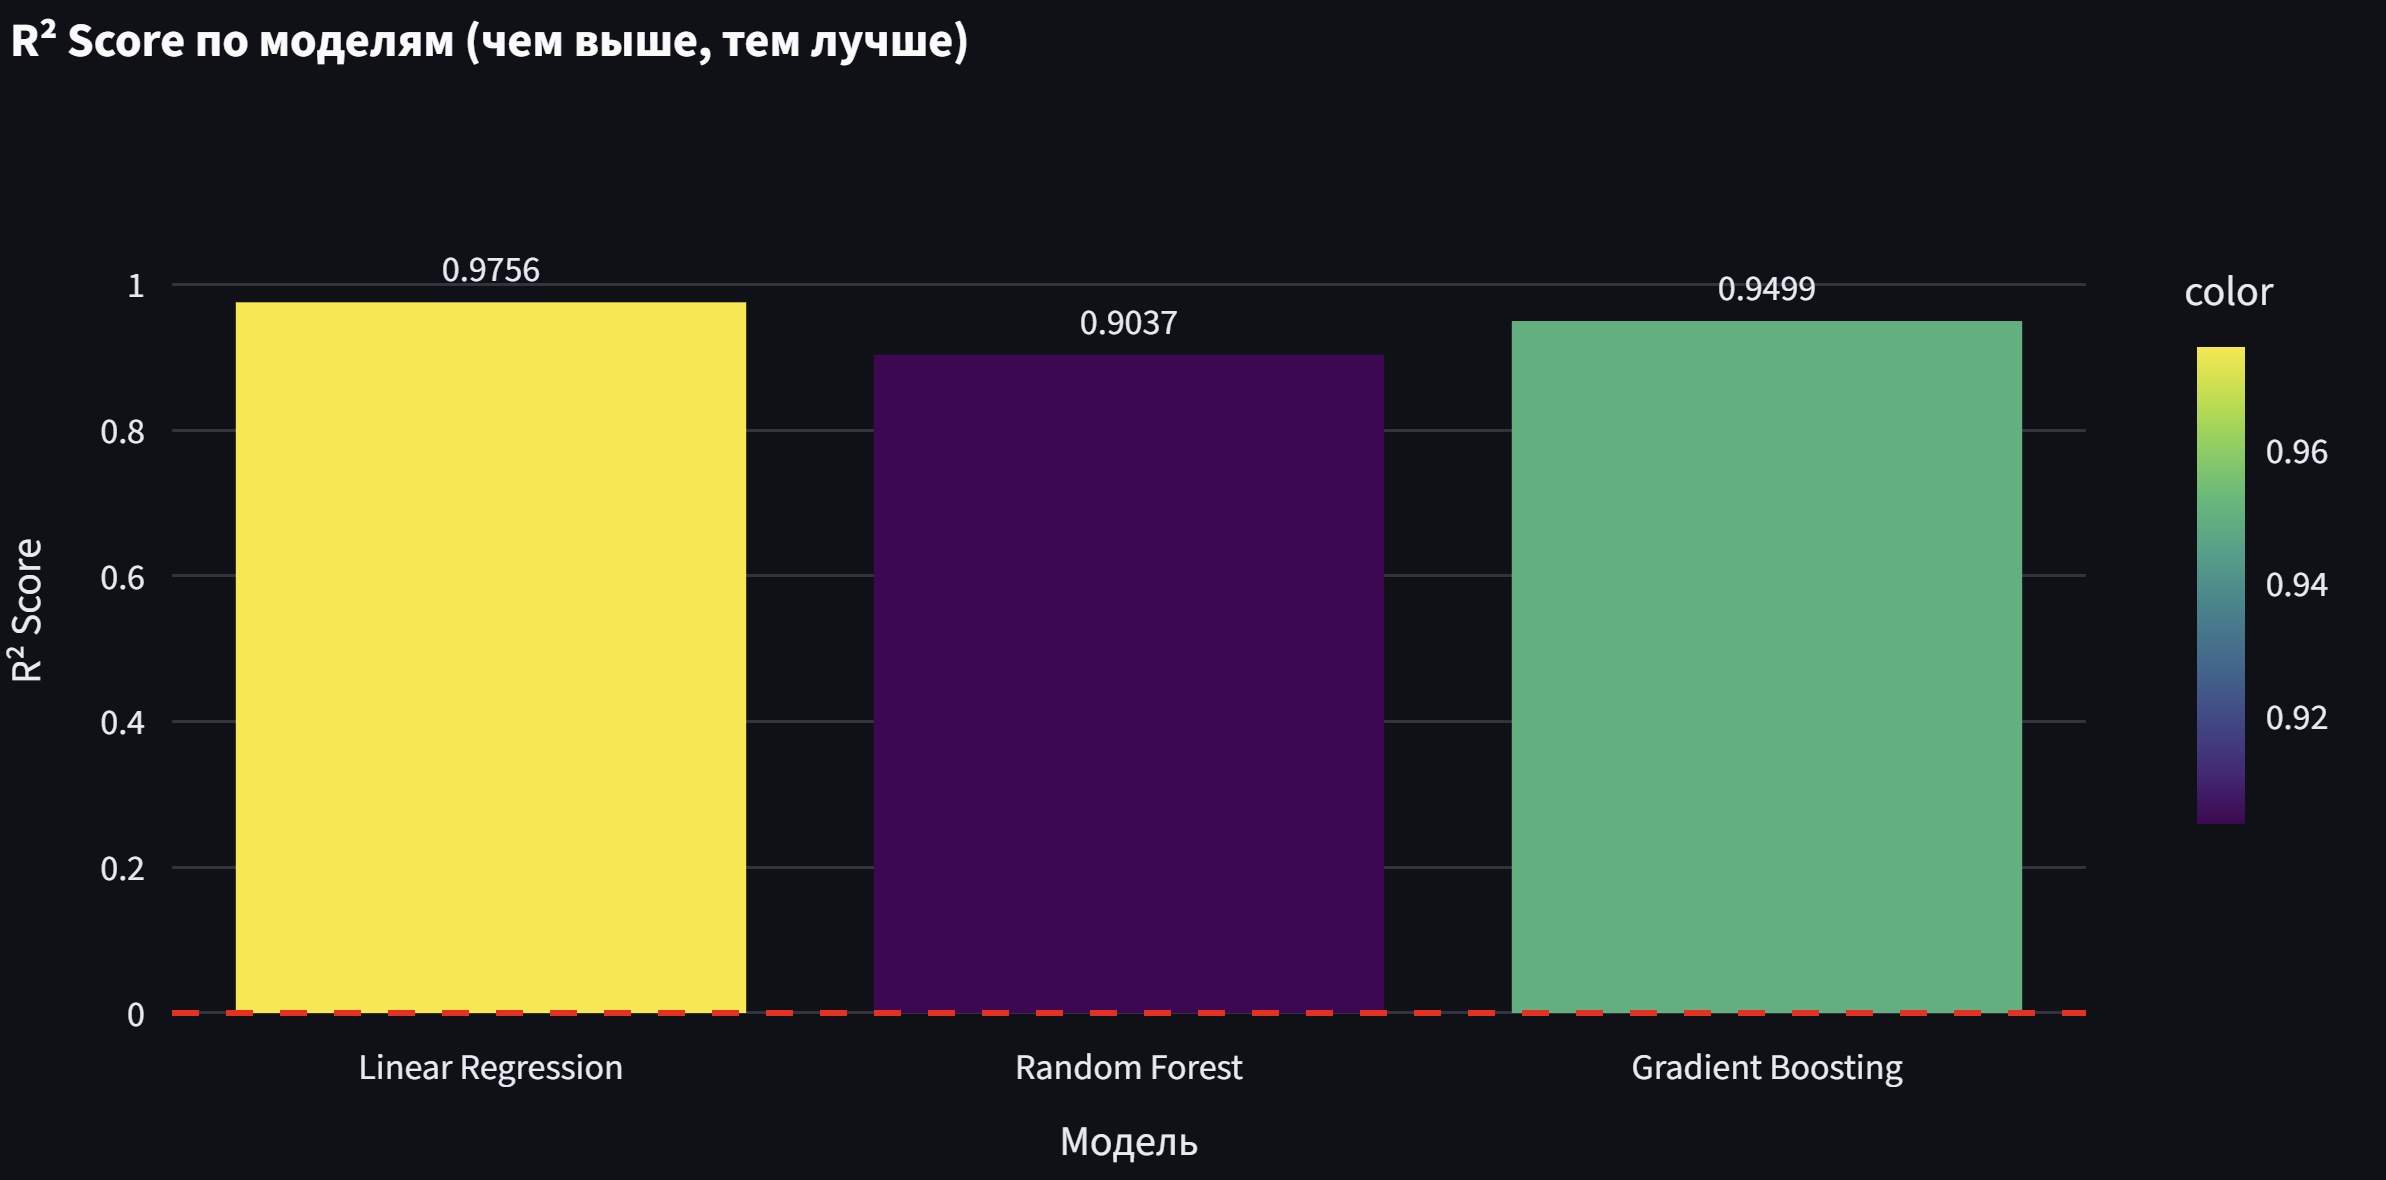 R² Score по моделям (чем выше, тем лучше)
0.9756
0.9037
0.9499
1
0.8
0.6
0.4
0.2
0
R² Score
Linear Regression
Random Forest
Gradient Boosting
Модель
color
0.96
0.94
0.92